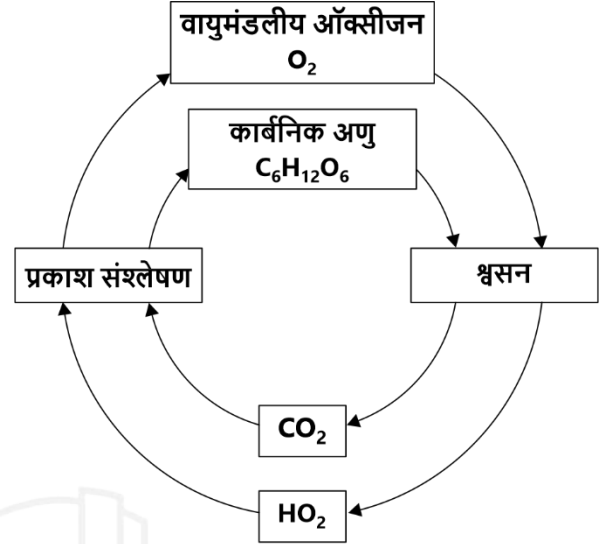 वायुमंडलीय ऑक्सीजन
O₂
कार्बनिक अणु
C₆H₁₂O₆
प्रकाश संश्लेषण
श्वसन
CO₂
HO₂